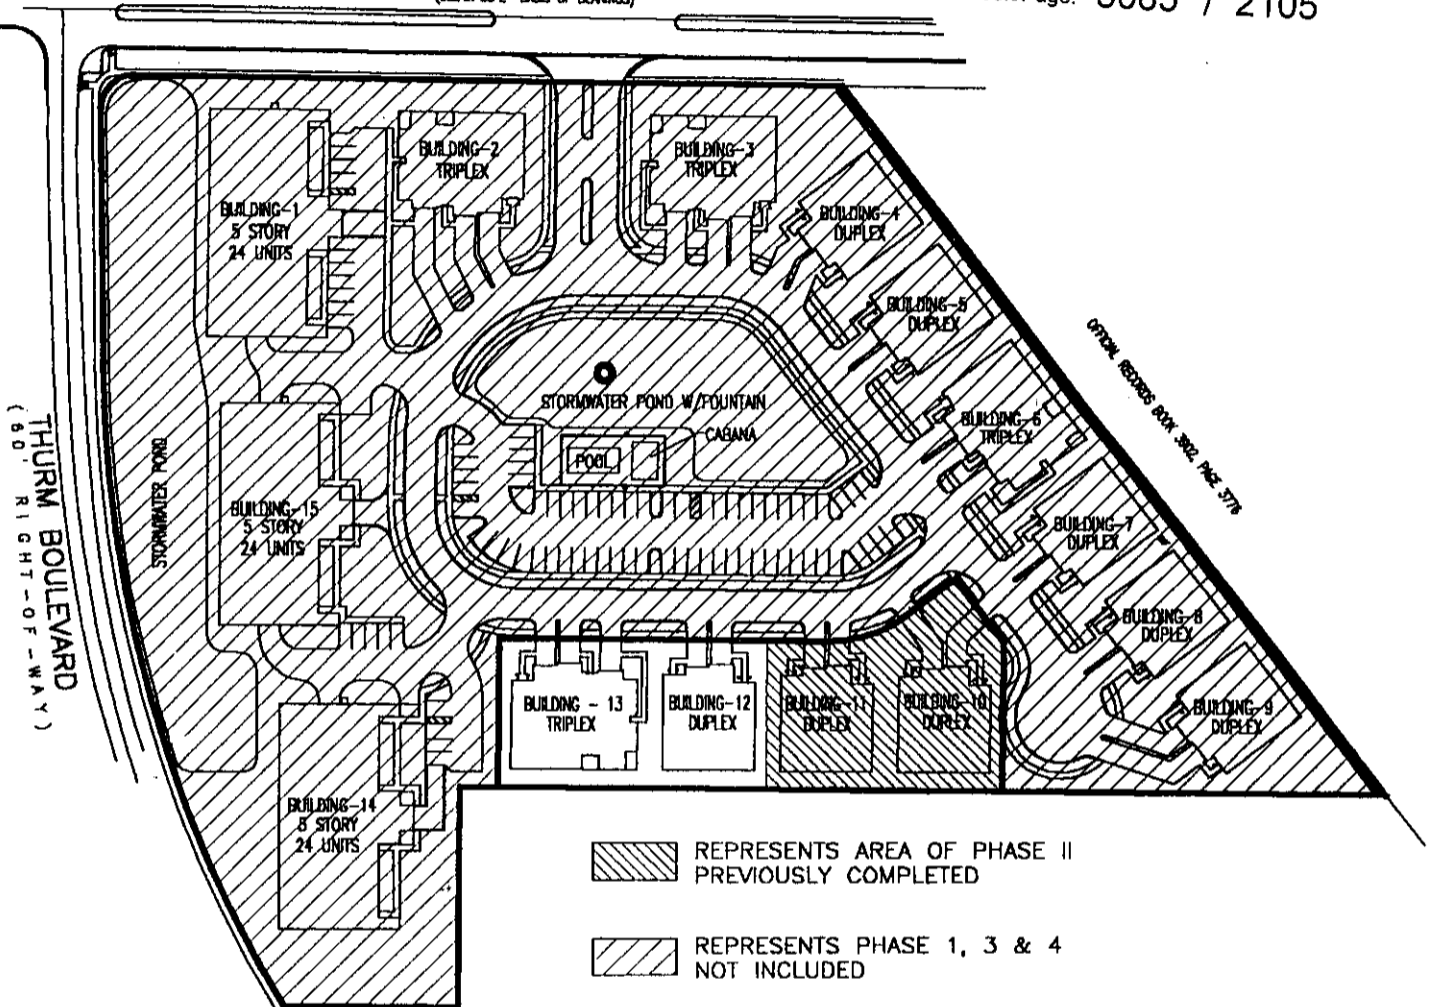 3085 / 2105
BUILDING-1
5 STORY
24 UNITS
BUILDING-2
TRIPLEX
BUILDING-3
TRIPLEX
BUILDING-4
DUPLEX
BUILDING-5
DUPLEX
BUILDING-6
TRIPLEX
BUILDING-7
DUPLEX
BUILDING-8
DUPLEX
BUILDING-9
DUPLEX
OFFICIAL RECORDS BOOK 3902, PAGE 3776
STORMWATER POND W/FOUNTAIN
CABANA
POOL
STORMWATER POND
THURM BOULEVARD
( 60' RIGHT-OF-WAY )
BUILDING-15
5 STORY
24 UNITS
BUILDING - 13
TRIPLEX
BUILDING-12
DUPLEX
BUILDING-11
DUPLEX
BUILDING-10
DUPLEX
BUILDING-14
5 STORY
24 UNITS
REPRESENTS AREA OF PHASE II
PREVIOUSLY COMPLETED
REPRESENTS PHASE 1, 3 & 4
NOT INCLUDED